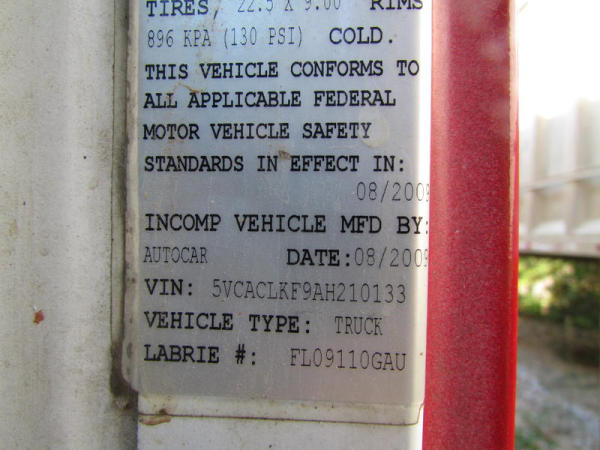 TIRES, 22.5 X 9.00 RIMS
896 KPA (130 PSI) COLD.
THIS VEHICLE CONFORMS TO
ALL APPLICABLE FEDERAL
MOTOR VEHICLE SAFETY
STANDARDS IN EFFECT IN:
08/2009
INCOMP VEHICLE MFD BY:
AUTOCAR DATE:08/2009
VIN: 5VCACLKF9AH210133
VEHICLE TYPE: TRUCK
LABRIE #: FL09110GAU